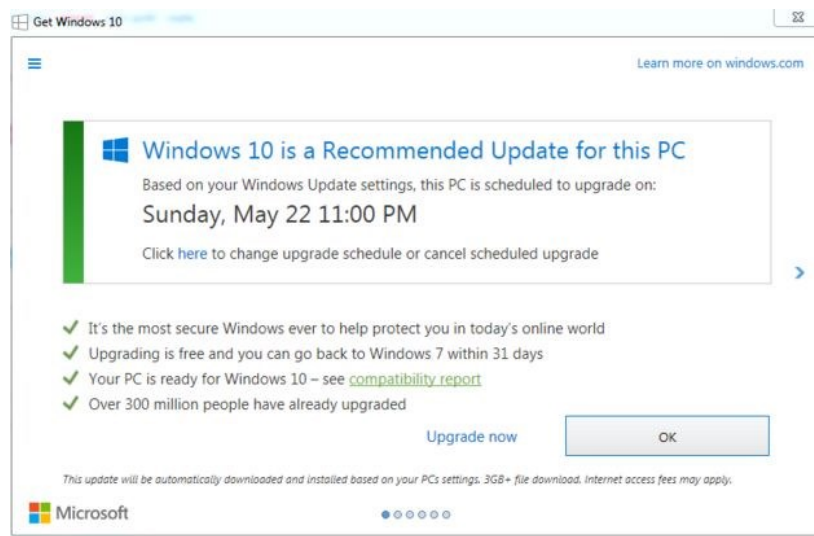 Get Windows 10
Learn more on windows.com
Windows 10 is a Recommended Update for this PC
Based on your Windows Update settings, this PC is scheduled to upgrade on:
Sunday, May 22 11:00 PM
Click here to change upgrade schedule or cancel scheduled upgrade
It's the most secure Windows ever to help protect you in today's online world
Upgrading is free and you can go back to Windows 7 within 31 days
Your PC is ready for Windows 10 – see compatibility report
Over 300 million people have already upgraded
Upgrade now OK
This update will be automatically downloaded and installed based on your PCs settings. 3GB+ file download. Internet access fees may apply.
Microsoft